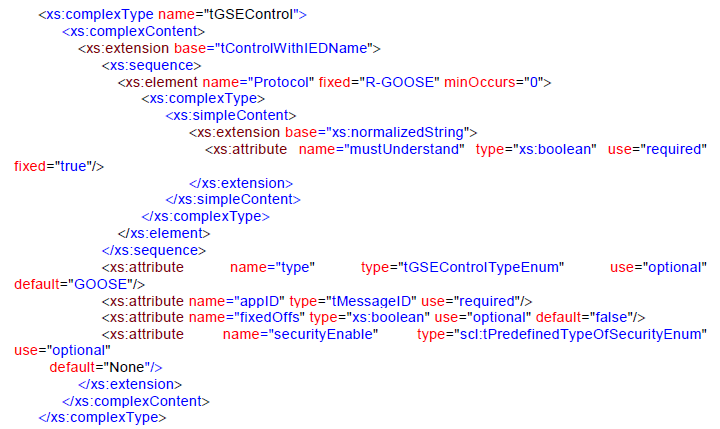 <xs:complexType name="tGSEControl">
<xs:complexContent>
<xs:extension base="tControlWithIEDName">
<xs:sequence>
<xs:element name="Protocol" fixed="R-GOOSE" minOccurs="0">
<xs:complexType>
<xs:simpleContent>
<xs:extension base="xs:normalizedString">
<xs:attribute name="mustUnderstand" type="xs:boolean" use="required"
fixed="true"/>
</xs:extension>
</xs:simpleContent>
</xs:complexType>
</xs:element>
</xs:sequence>
<xs:attribute name="type" type="tGSEControlTypeEnum" use="optional"
default="GOOSE"/>
<xs:attribute name="appID" type="tMessageID" use="required"/>
<xs:attribute name="fixedOffs" type="xs:boolean" use="optional" default="false"/>
<xs:attribute name="securityEnable" type="scl:tPredefinedTypeOfSecurityEnum"
use="optional"
default="None"/>
</xs:extension>
</xs:complexContent>
</xs:complexType>